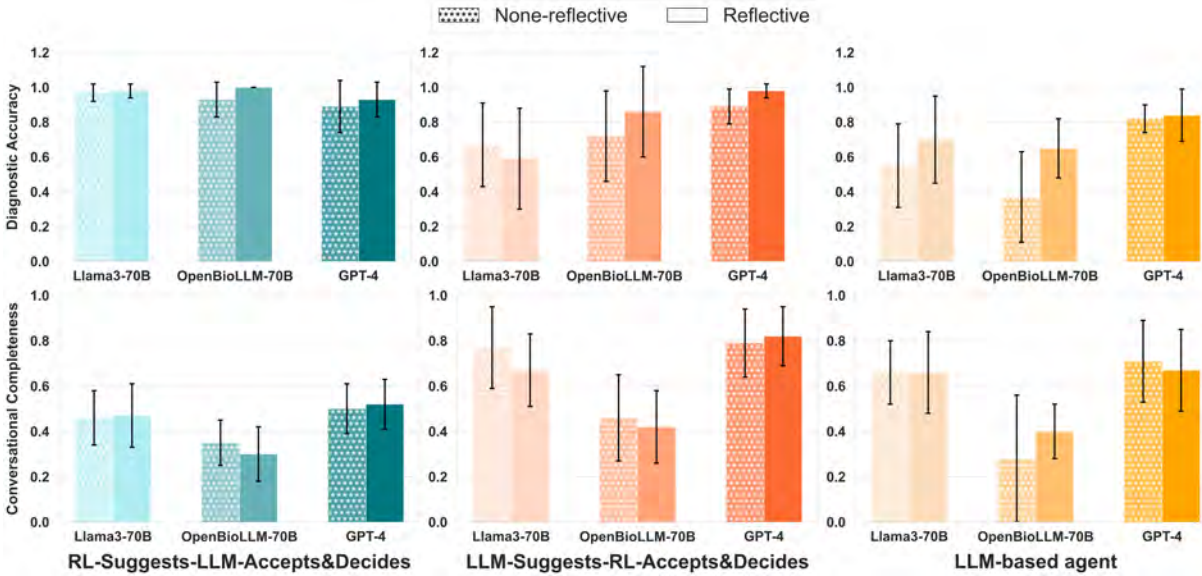 None-reflective Reflective
Diagnostic Accuracy
1.2 1.2 1.2
1.0 1.0 1.0
0.8 0.8 0.8
0.6 0.6 0.6
0.4 0.4 0.4
0.2 0.2 0.2
0.0 0.0 0.0
Llama3-70B OpenBioLLM-70B GPT-4 Llama3-70B OpenBioLLM-70B GPT-4 Llama3-70B OpenBioLLM-70B GPT-4
Conversational Completeness
1.0 1.0 1.0
0.8 0.8 0.8
0.6 0.6 0.6
0.4 0.4 0.4
0.2 0.2 0.2
0.0 0.0 0.0
Llama3-70B OpenBioLLM-70B GPT-4 Llama3-70B OpenBioLLM-70B GPT-4 Llama3-70B OpenBioLLM-70B GPT-4
RL-Suggests-LLM-Accepts&Decides LLM-Suggests-RL-Accepts&Decides LLM-based agent